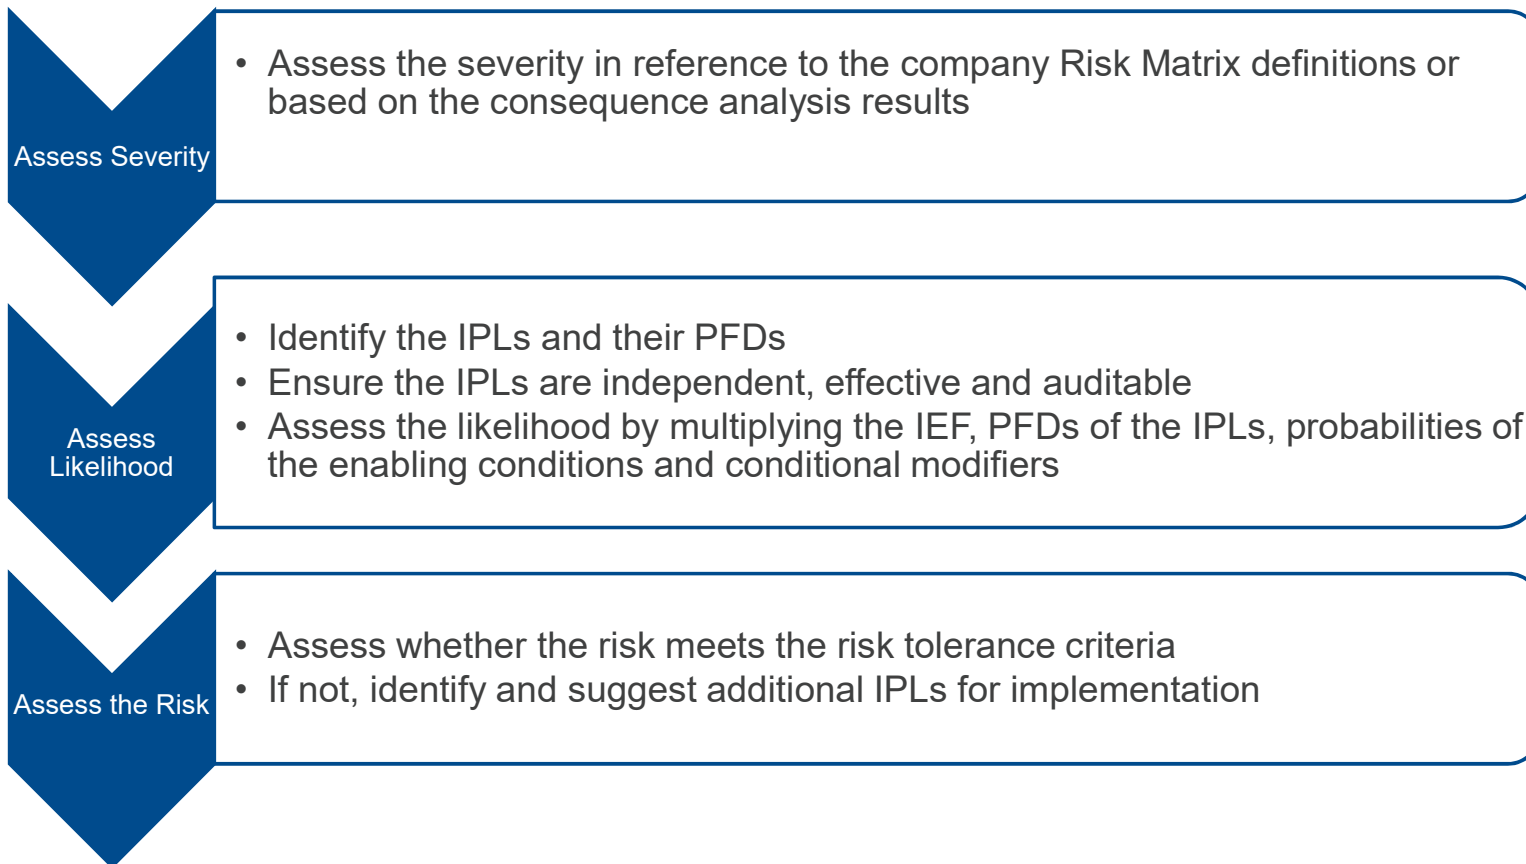 Assess Severity
• Assess the severity in reference to the company Risk Matrix definitions or
based on the consequence analysis results
Assess
Likelihood
• Identify the IPLs and their PFDs
• Ensure the IPLs are independent, effective and auditable
• Assess the likelihood by multiplying the IEF, PFDs of the IPLs, probabilities of
the enabling conditions and conditional modifiers
Assess the Risk
• Assess whether the risk meets the risk tolerance criteria
• If not, identify and suggest additional IPLs for implementation